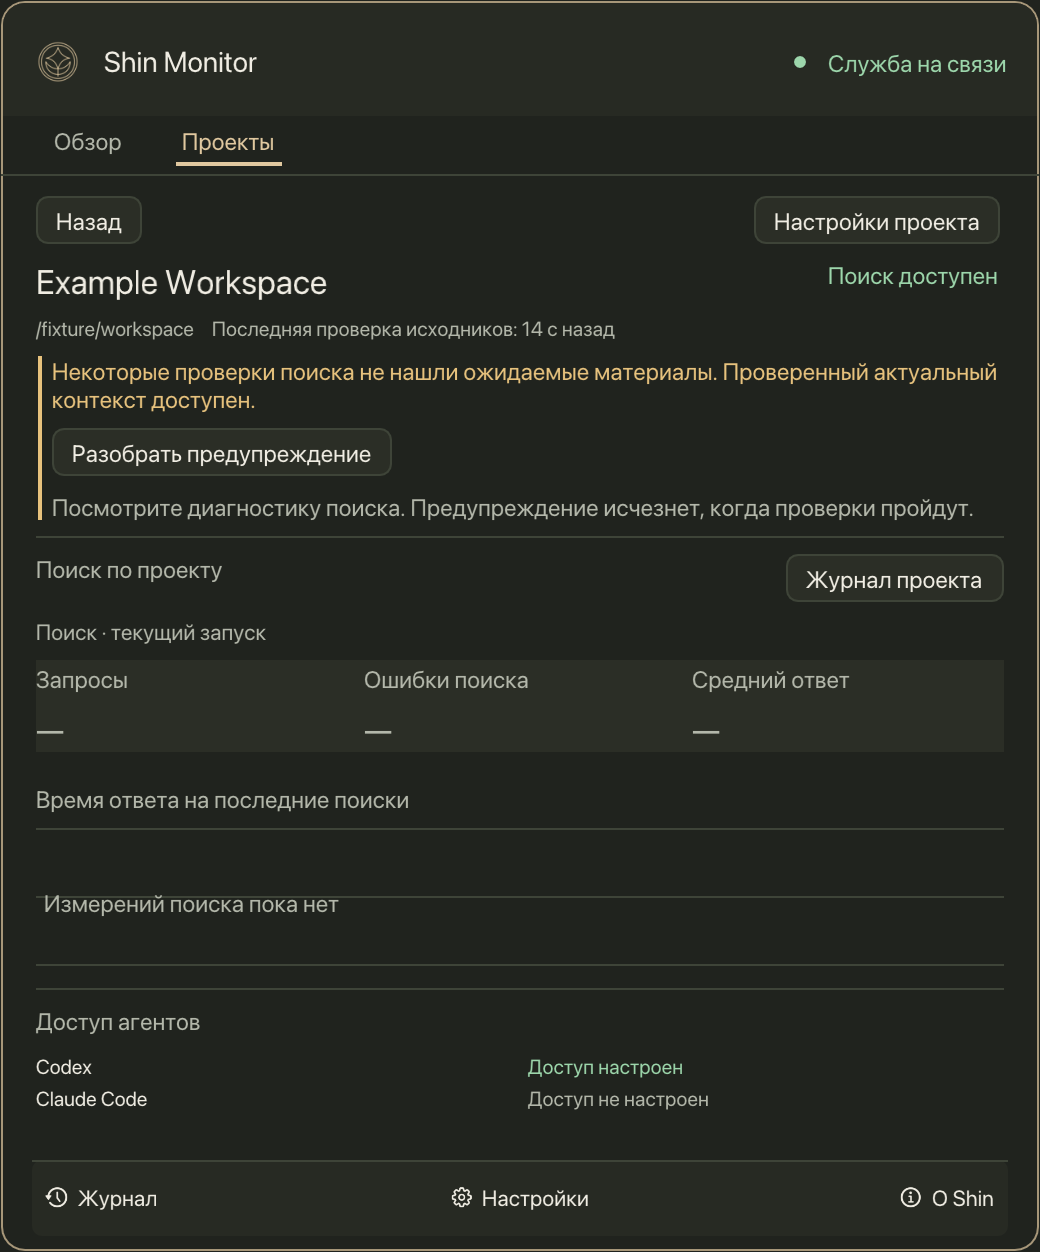 Shin Monitor
Служба на связи
Обзор
Проекты
Назад
Настройки проекта
Example Workspace
Поиск доступен
/fixture/workspace Последняя проверка исходников: 14 с назад
Некоторые проверки поиска не нашли ожидаемые материалы. Проверенный актуальный
контекст доступен.
Разобрать предупреждение
Посмотрите диагностику поиска. Предупреждение исчезнет, когда проверки пройдут.
Поиск по проекту
Журнал проекта
Поиск · текущий запуск
Запросы
Ошибки поиска
Средний ответ
—
—
—
Время ответа на последние поиски
Измерений поиска пока нет
Доступ агентов
Codex
Доступ настроен
Claude Code
Доступ не настроен
Журнал
Настройки
О Shin